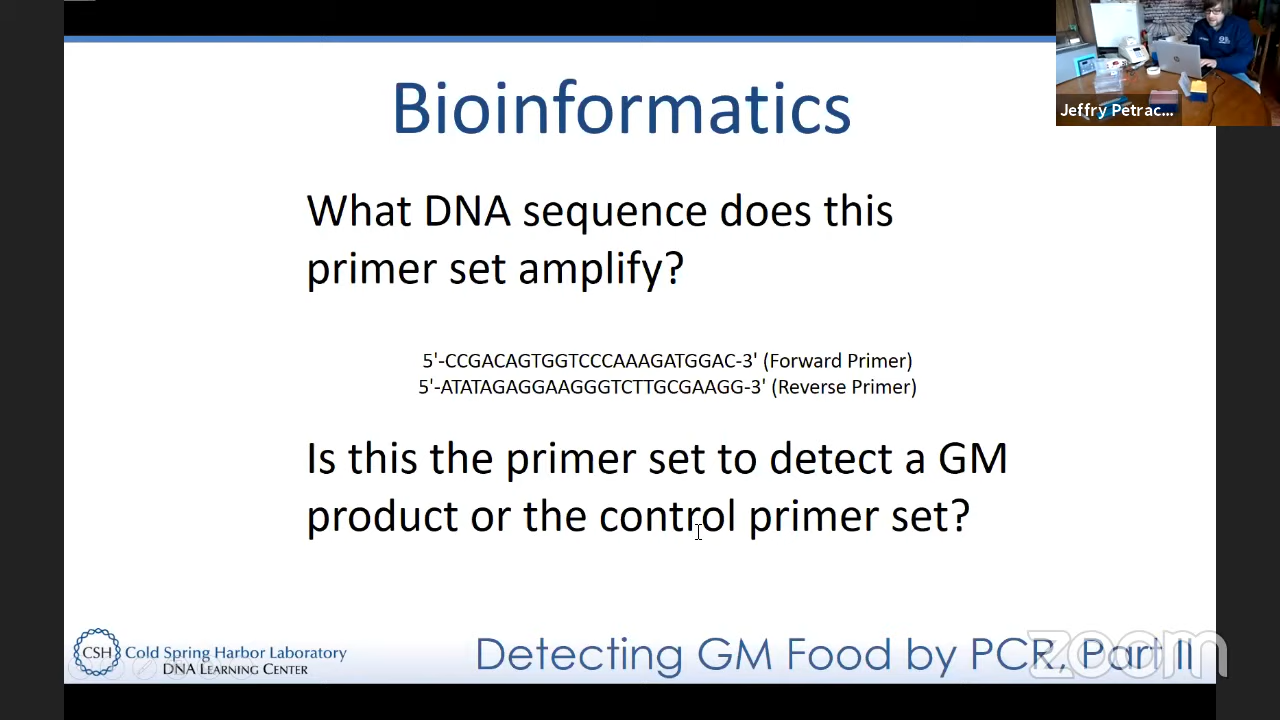 Bioinformatics
Jeffry Petrac...
What DNA sequence does this
primer set amplify?
5'-CCGACAGTGGTCCCAAAGATGGAC-3' (Forward Primer)
5'-ATATAGAGGAAGGGTCTTGCGAAGG-3' (Reverse Primer)
Is this the primer set to detect a GM
product or the control primer set?
CSH Cold Spring Harbor Laboratory
DNA LEARNING CENTER
Detecting GM Food by PCR, Part II
zoom